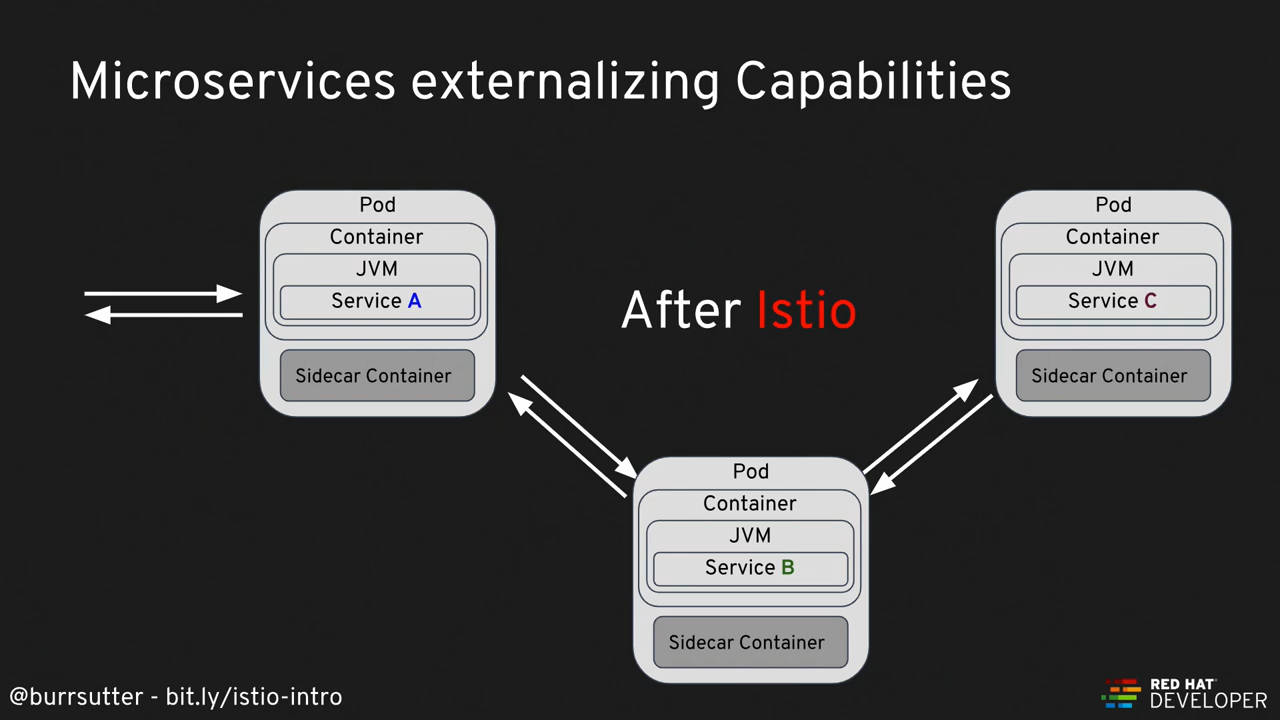 Microservices externalizing Capabilities
Pod
Container
JVM
Service A
Sidecar Container
After Istio
Pod
Container
JVM
Service C
Sidecar Container
Pod
Container
JVM
Service B
Sidecar Container
@burrsutter - bit.ly/istio-intro
RED HAT
DEVELOPER